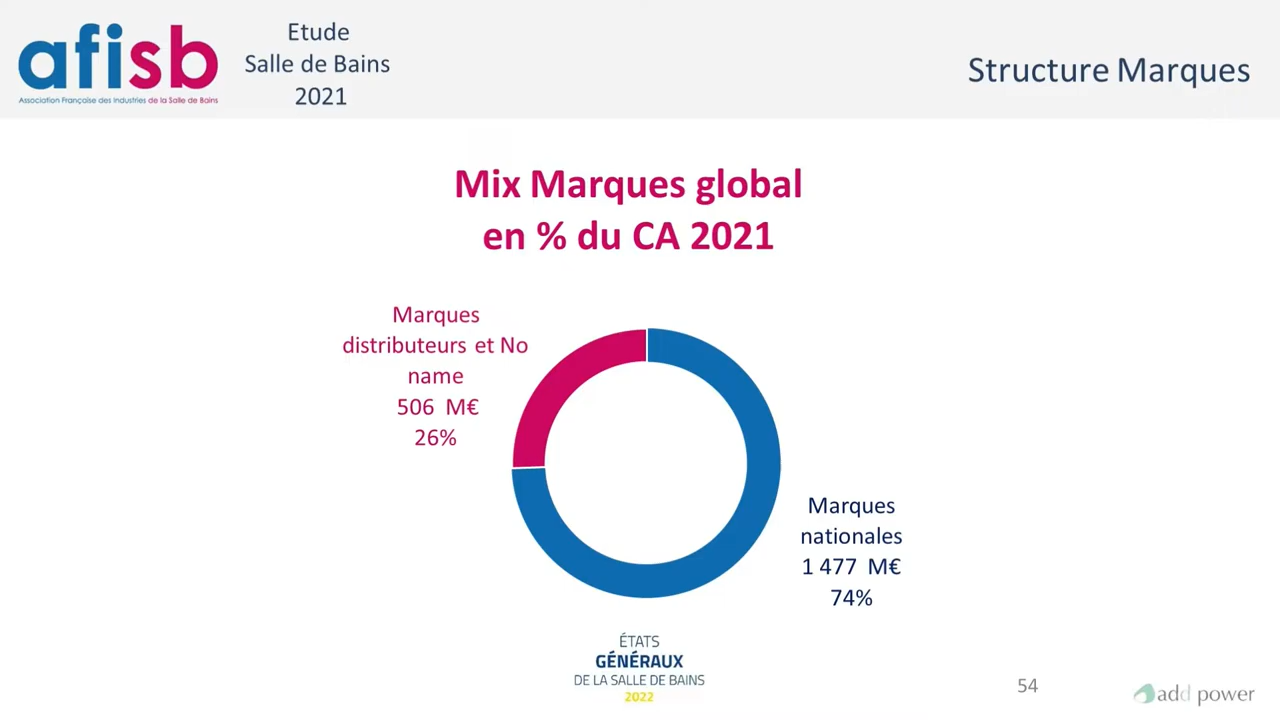 afisb
Association Française des Industries de la Salle de Bains
Etude
Salle de Bains
2021
Structure Marques
Mix Marques global
en % du CA 2021
Marques
distributeurs et No
name
506 M€
26%
Marques
nationales
1 477 M€
74%
ÉTATS
GÉNÉRAUX
DE LA SALLE DE BAINS
2022
54
add power